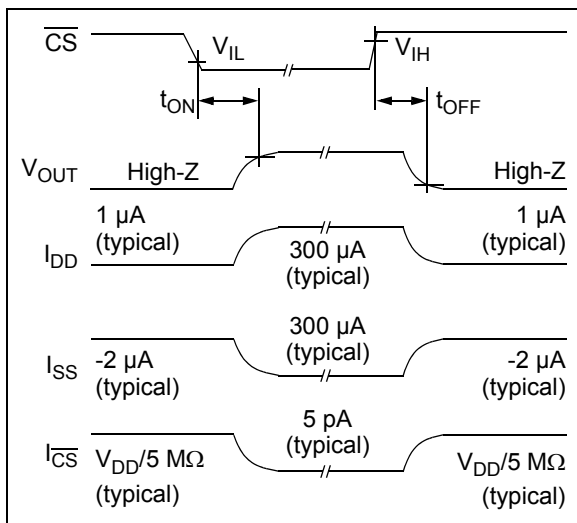 CS
V_IL
V_IH
t_ON
t_OFF
V_OUT
High-Z
High-Z
1 µA
(typical)
1 µA
(typical)
I_DD
300 µA
(typical)
300 µA
(typical)
I_SS
-2 µA
(typical)
-2 µA
(typical)
5 pA
(typical)
I_CS
V_DD/5 MΩ
(typical)
V_DD/5 MΩ
(typical)